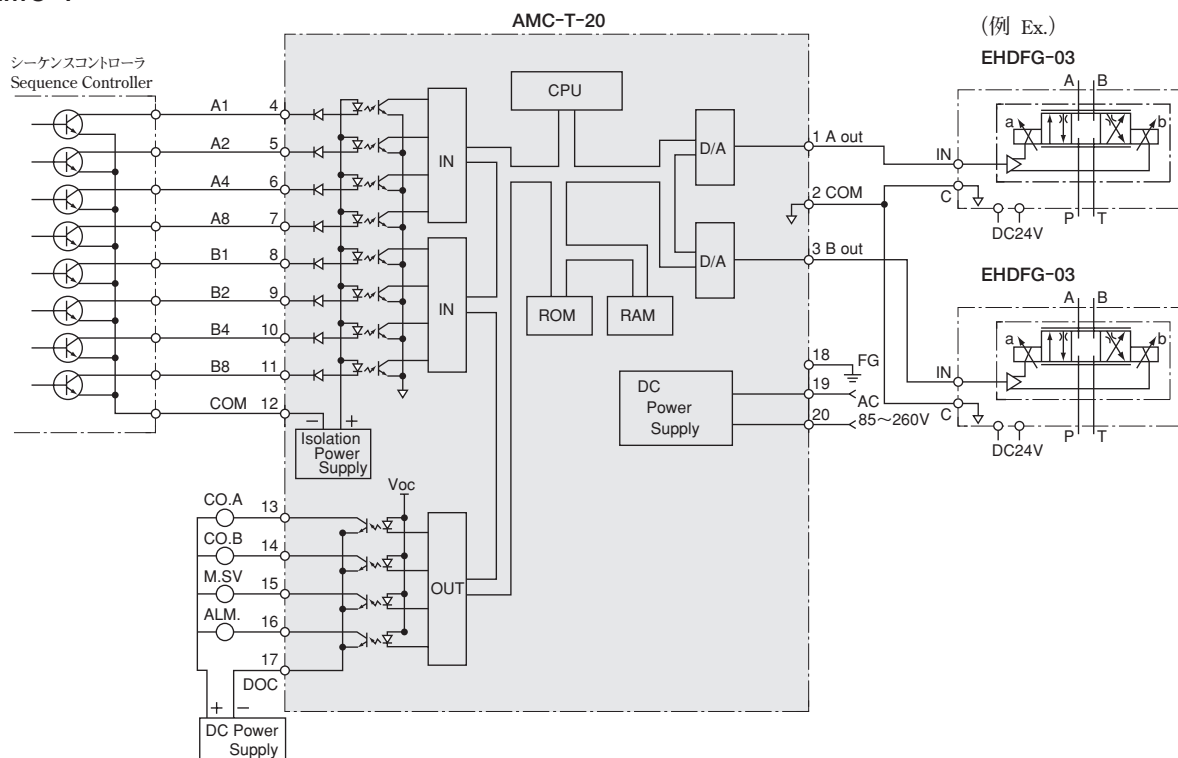 AMC-T-20
(例 Ex.)
シーケンスコントローラ
Sequence Controller
EHDFG-03
A B
a b
IN
C
P T
DC24V
A1 4
A2 5
A4 6
A8 7
B1 8
B2 9
B4 10
B8 11
COM 12
IN
IN
CPU
D/A
D/A
ROM
RAM
1 A out
2 COM
3 B out
EHDFG-03
A B
a b
IN
C
P T
DC24V
18 FG
19
AC
20
85～260V
DC
Power
Supply
− +
Isolation
Power
Supply
Voc
CO.A 13
CO.B 14
M.SV 15
ALM. 16
17
DOC
OUT
+ −
DC Power
Supply